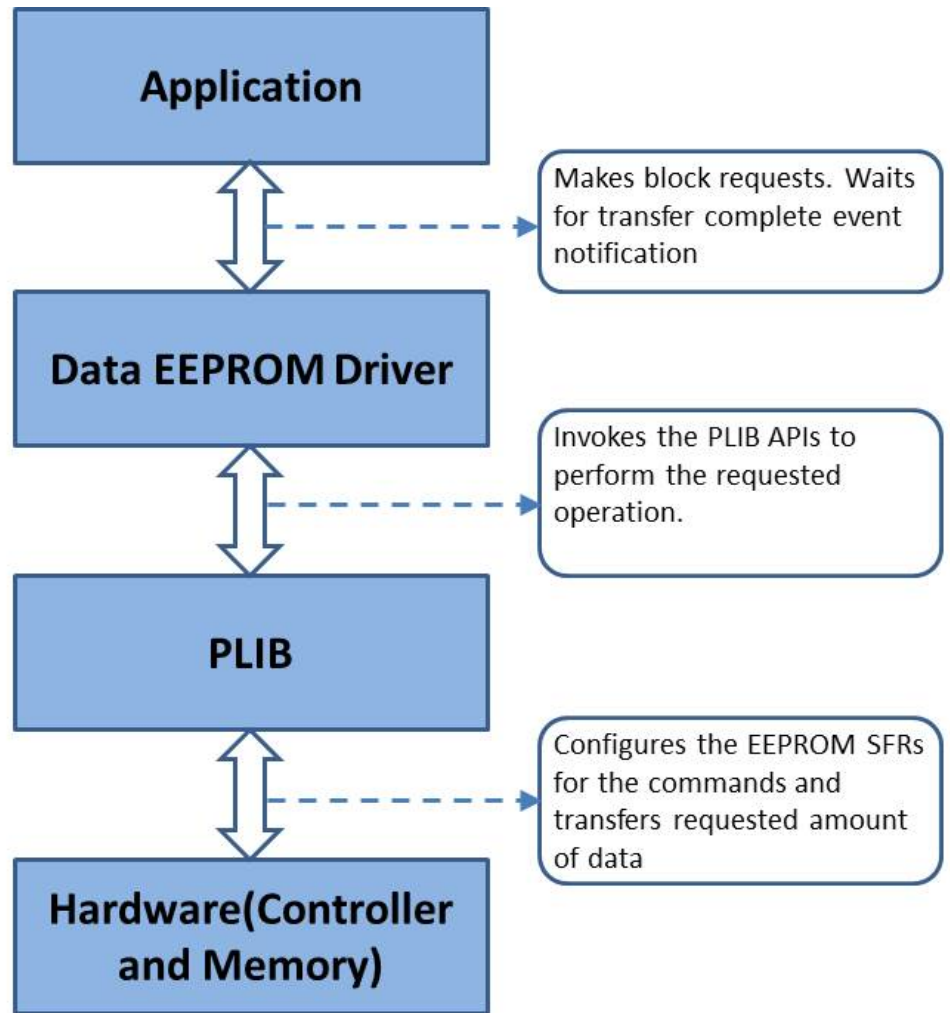 Application
Makes block requests. Waits
for transfer complete event
notification
Data EEPROM Driver
Invokes the PLIB APIs to
perform the requested
operation.
PLIB
Configures the EEPROM SFRs
for the commands and
transfers requested amount
of data
Hardware(Controller
and Memory)